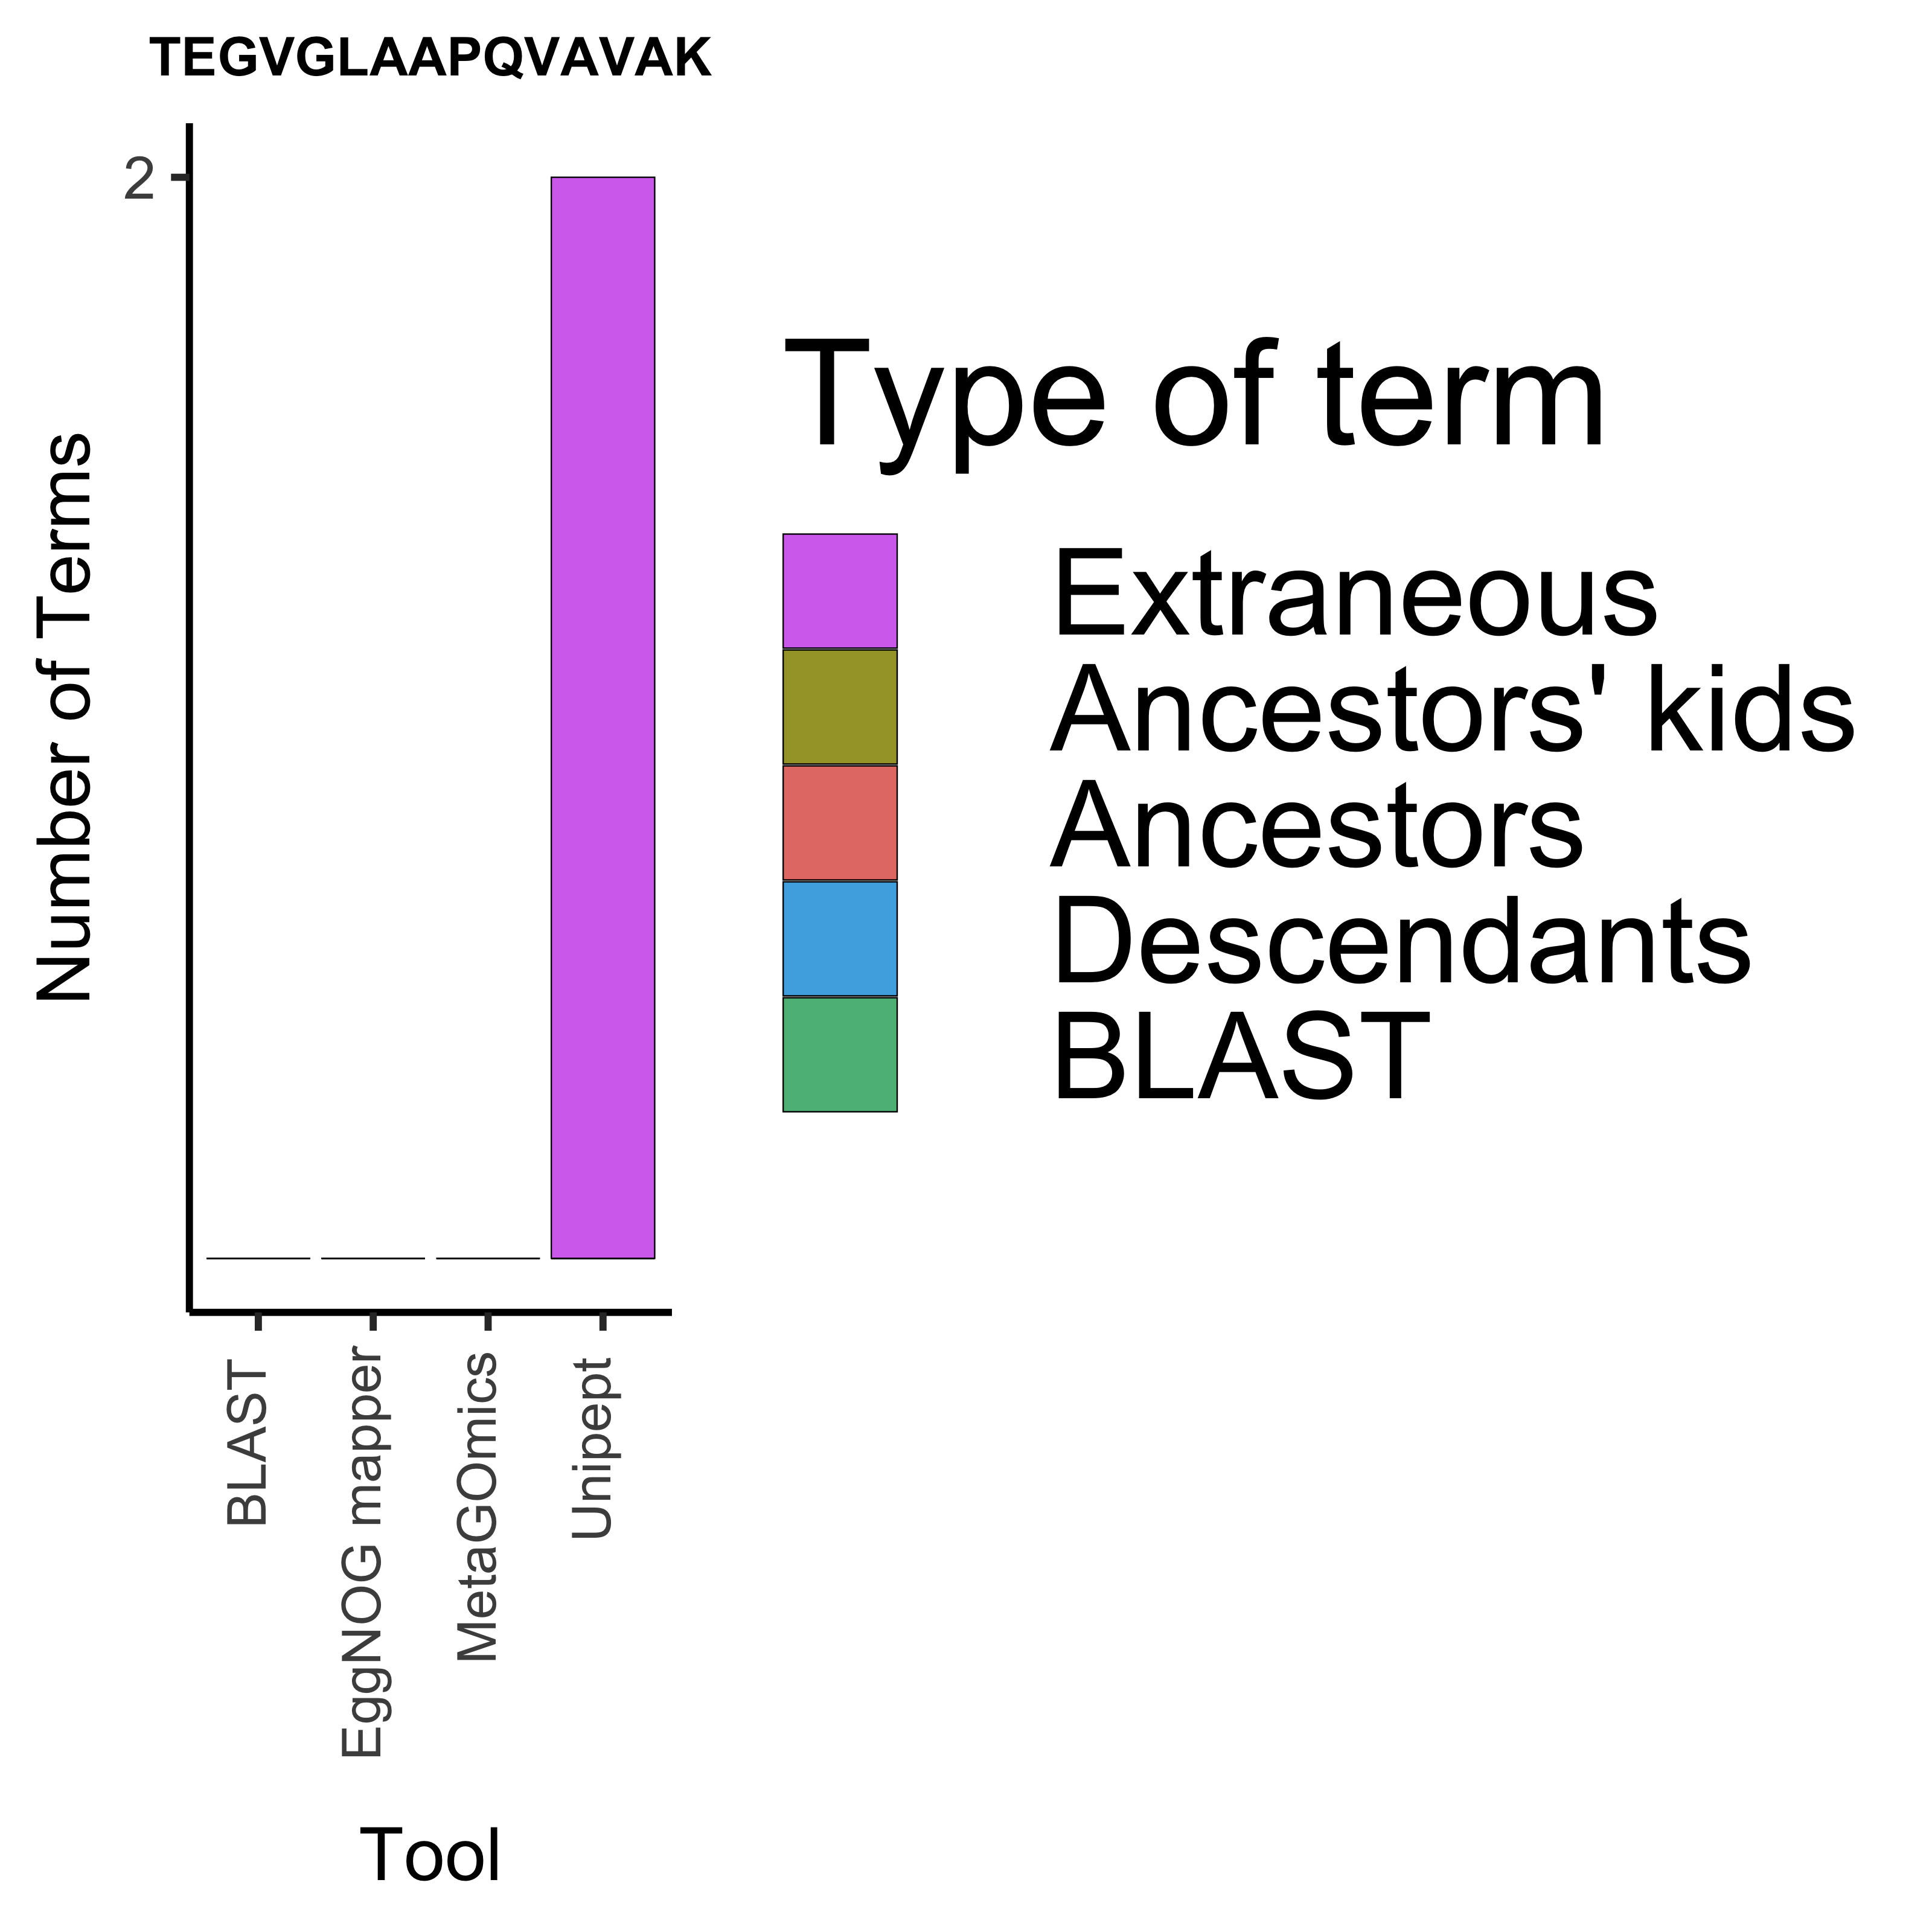 TEGVGLAAPQVAVAK
2
Number of Terms
BLAST
EggNOG mapper
MetaGOmics
Unipept
Tool
Type of term
Extraneous
Ancestors' kids
Ancestors
Descendants
BLAST